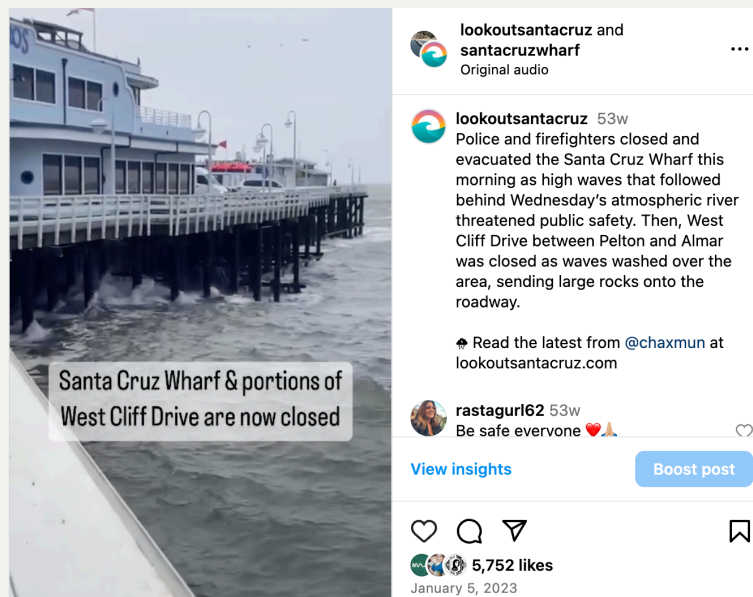 OS
Santa Cruz Wharf & portions of
West Cliff Drive are now closed
lookoutsantacruz and
santacruzwharf
Original audio
lookoutsantacruz 53w
Police and firefighters closed and
evacuated the Santa Cruz Wharf this
morning as high waves that followed
behind Wednesday’s atmospheric river
threatened public safety. Then, West
Cliff Drive between Pelton and Almar
was closed as waves washed over the
area, sending large rocks onto the
roadway.
⛈ Read the latest from @chaxmun at
lookoutsantacruz.com
rastagurl62 53w
Be safe everyone ❤️🙏🏼
View insights
Boost post
5,752 likes
January 5, 2023